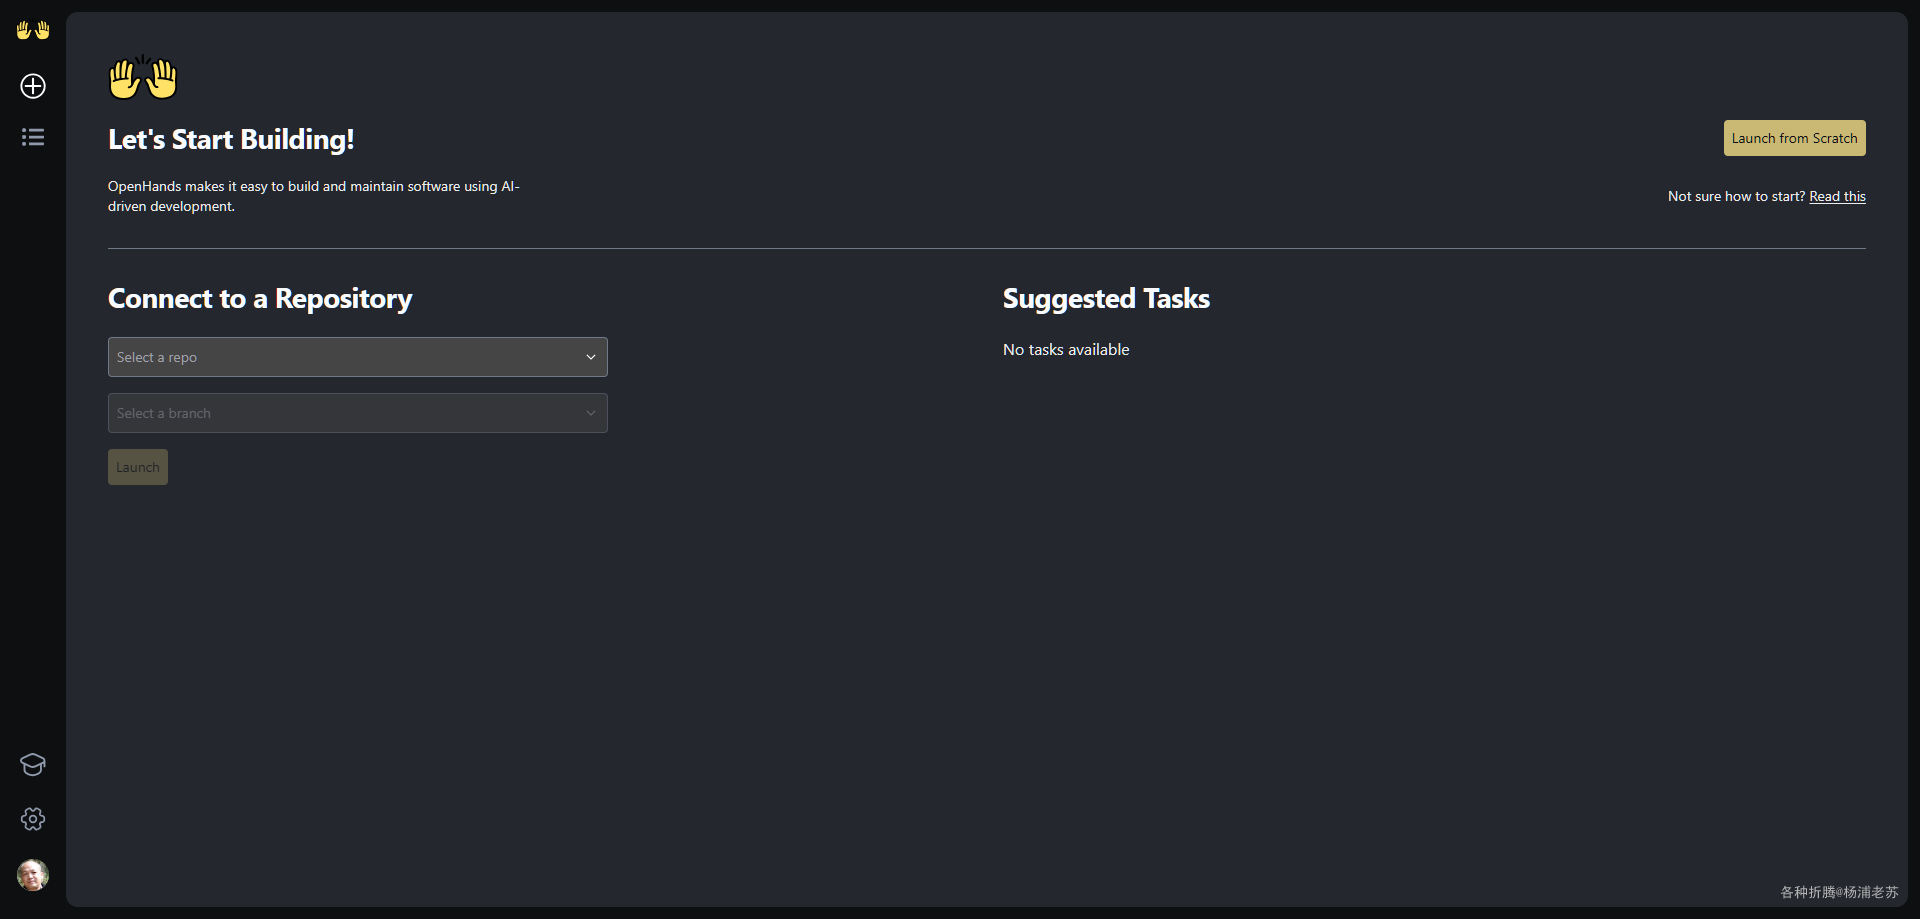 Let's Start Building!
Launch from Scratch
OpenHands makes it easy to build and maintain software using AI-
driven development.
Not sure how to start? Read this
Connect to a Repository
Select a repo
Select a branch
Launch
Suggested Tasks
No tasks available
各种折腾@杨浦老苏